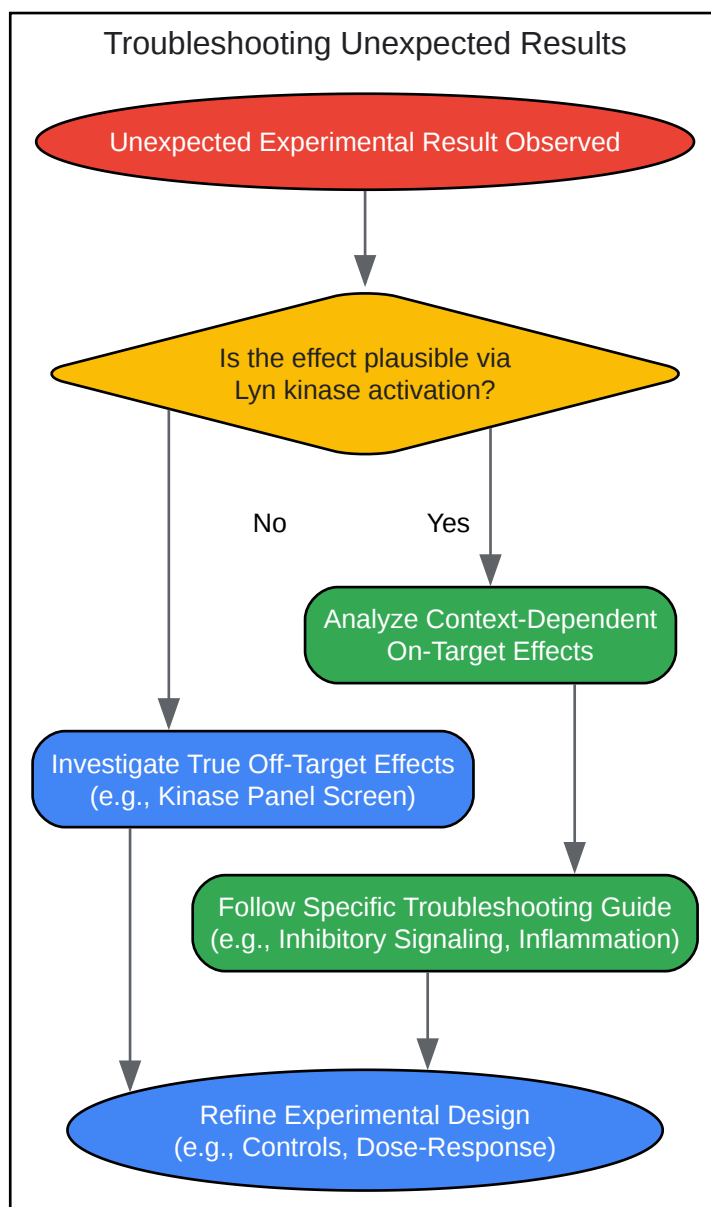 Troubleshooting Unexpected Results
Unexpected Experimental Result Observed
Is the effect plausible via
Lyn kinase activation?
No
Yes
Analyze Context-Dependent
On-Target Effects
Investigate True Off-Target Effects
(e.g., Kinase Panel Screen)
Follow Specific Troubleshooting Guide
(e.g., Inhibitory Signaling, Inflammation)
Refine Experimental Design
(e.g., Controls, Dose-Response)